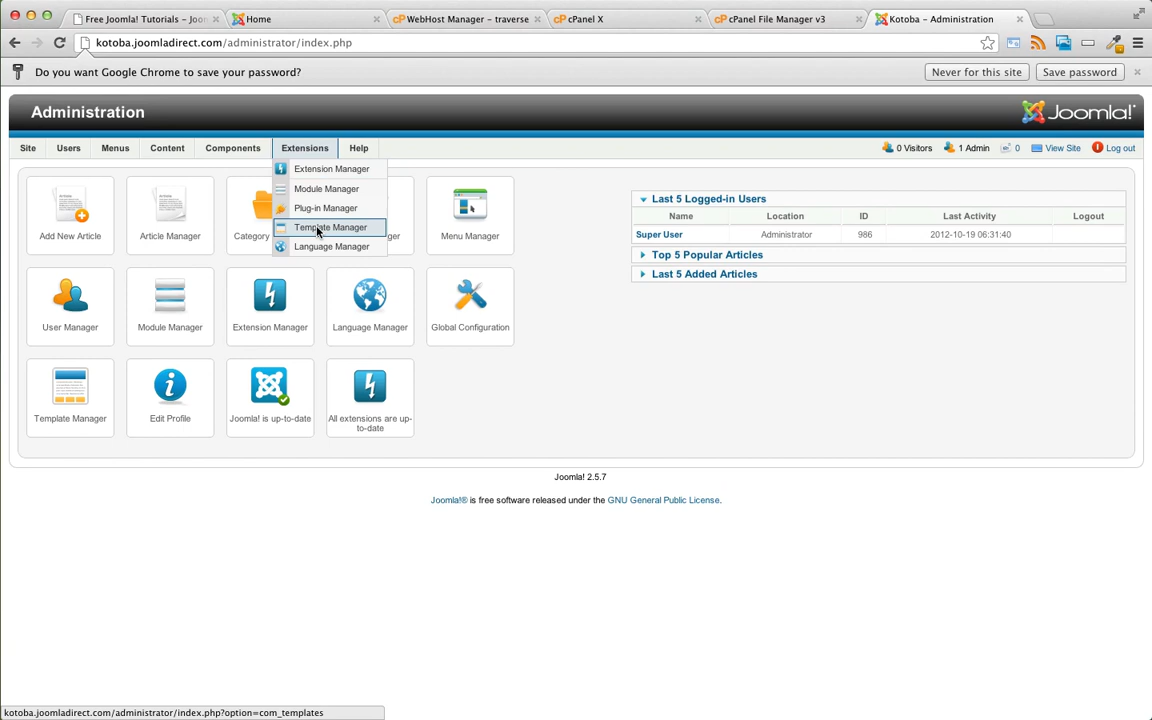 Free Joomla! Tutorials – Joon
Home
WebHost Manager – traverse
cPanel X
cPanel File Manager v3
Kotoba – Administration
kotoba.joomladirect.com/administrator/index.php
Do you want Google Chrome to save your password?
Never for this site
Save password
Administration
Joomla!
Site
Users
Menus
Content
Components
Extensions
Help
0 Visitors
1 Admin
0
View Site
Log out
Extension Manager
Module Manager
Plug-in Manager
Template Manager
Language Manager
Add New Article
Article Manager
Category
ger
Menu Manager
User Manager
Module Manager
Extension Manager
Language Manager
Global Configuration
Template Manager
Edit Profile
Joomla! is up-to-date
All extensions are up-
to-date
Last 5 Logged-in Users
Name
Location
ID
Last Activity
Logout
Super User
Administrator
986
2012-10-19 06:31:40
Top 5 Popular Articles
Last 5 Added Articles
Joomla! 2.5.7
Joomla!® is free software released under the GNU General Public License.
kotoba.joomladirect.com/administrator/index.php?option=com_templates